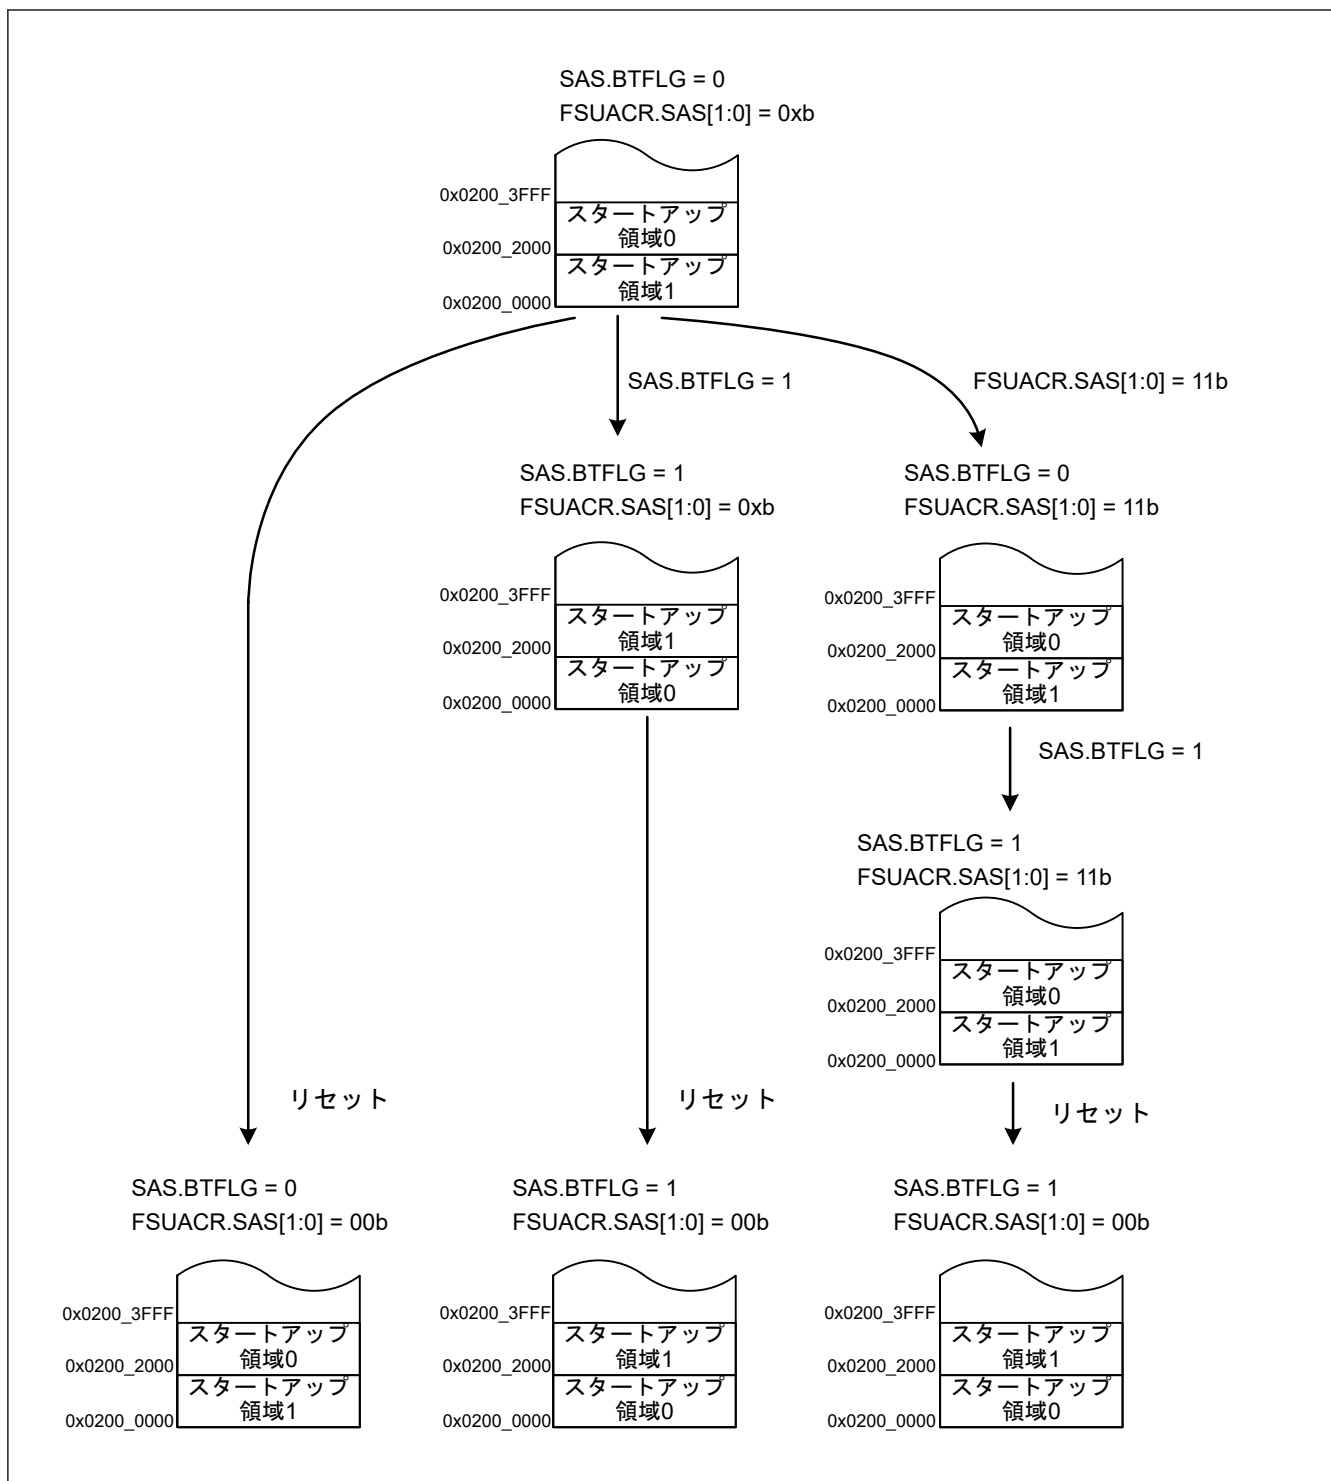 SAS.BTFLG = 0
FSUACR.SAS[1:0] = 0xb
0x0200_3FFF
スタートアップ
領域0
0x0200_2000
スタートアップ
領域1
0x0200_0000
SAS.BTFLG = 1
FSUACR.SAS[1:0] = 11b
SAS.BTFLG = 1
FSUACR.SAS[1:0] = 0xb
0x0200_3FFF
スタートアップ
領域1
0x0200_2000
スタートアップ
領域0
0x0200_0000
SAS.BTFLG = 0
FSUACR.SAS[1:0] = 11b
0x0200_3FFF
スタートアップ
領域0
0x0200_2000
スタートアップ
領域1
0x0200_0000
SAS.BTFLG = 1
SAS.BTFLG = 1
FSUACR.SAS[1:0] = 11b
0x0200_3FFF
スタートアップ
領域0
0x0200_2000
スタートアップ
領域1
0x0200_0000
リセット
リセット
リセット
SAS.BTFLG = 0
FSUACR.SAS[1:0] = 00b
0x0200_3FFF
スタートアップ
領域0
0x0200_2000
スタートアップ
領域1
0x0200_0000
SAS.BTFLG = 1
FSUACR.SAS[1:0] = 00b
0x0200_3FFF
スタートアップ
領域1
0x0200_2000
スタートアップ
領域0
0x0200_0000
SAS.BTFLG = 1
FSUACR.SAS[1:0] = 00b
0x0200_3FFF
スタートアップ
領域1
0x0200_2000
スタートアップ
領域0
0x0200_0000